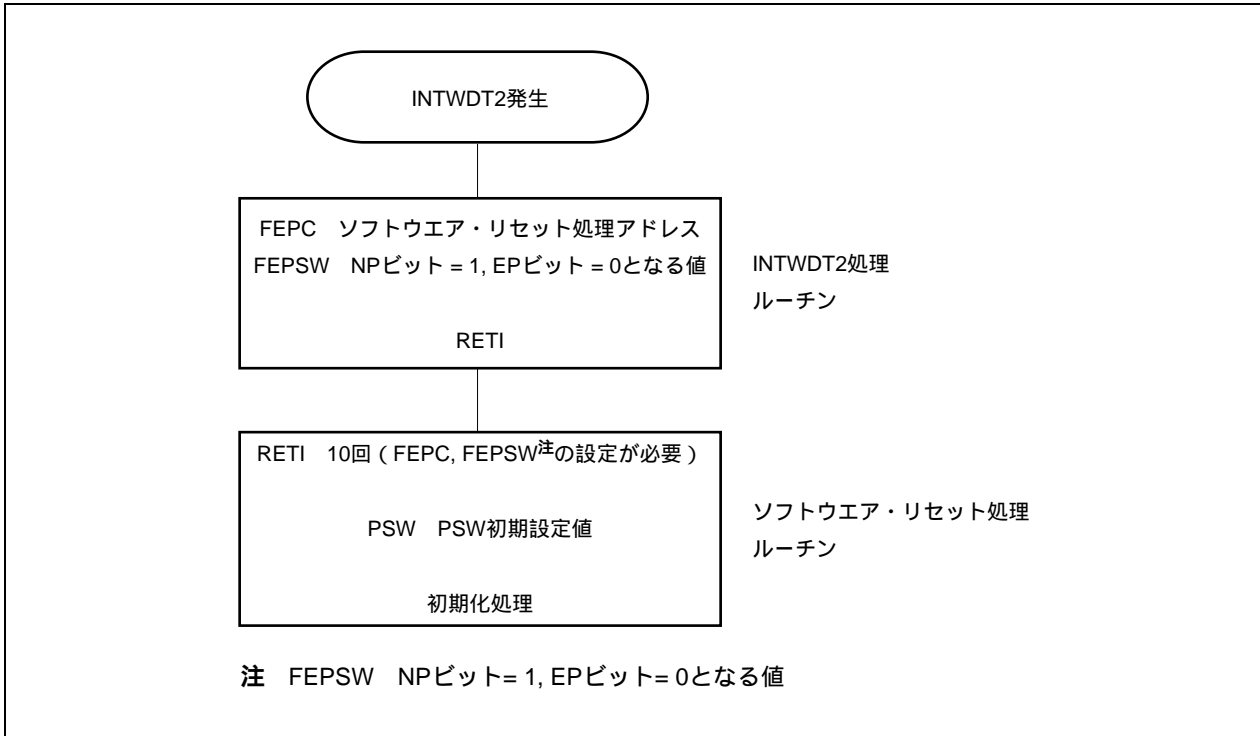 INTWDT2発生
FEPC　ソフトウエア・リセット処理アドレス
FEPSW　NPビット = 1, EPビット = 0となる値
RETI
INTWDT2処理
ルーチン
RETI　10回（FEPC, FEPSW注の設定が必要）
PSW　PSW初期設定値
初期化処理
ソフトウエア・リセット処理
ルーチン
注　FEPSW　NPビット= 1, EPビット= 0となる値